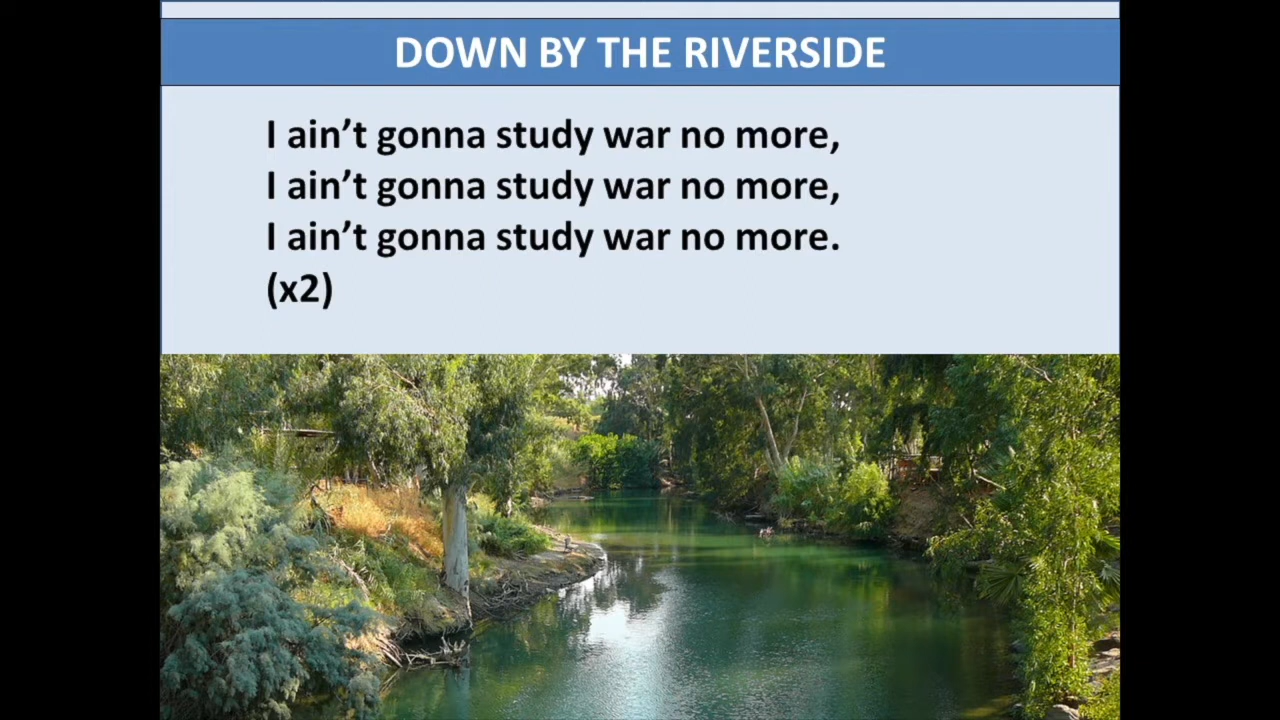 DOWN BY THE RIVERSIDE
I ain’t gonna study war no more,
I ain’t gonna study war no more,
I ain’t gonna study war no more.
(x2)